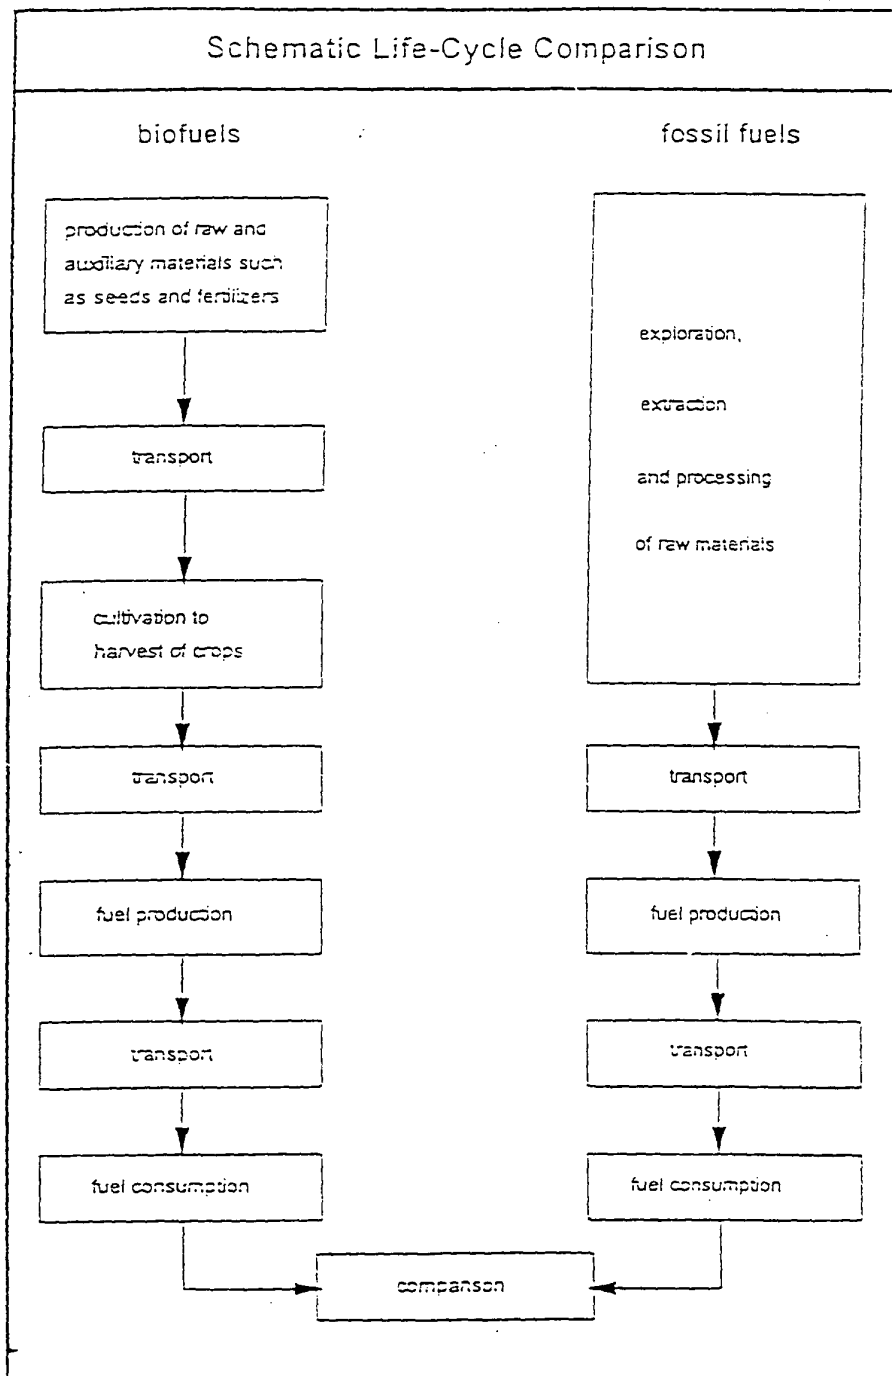 Schematic Life-Cycle Comparison
biofuels
production of raw and
auxiliary materials such
as seeds and fertilizers
transport
cultivation to
harvest of crops
transport
fuel production
transport
fuel consumption
fossil fuels
exploration,
extraction
and processing
of raw materials
transport
fuel production
transport
fuel consumption
comparison